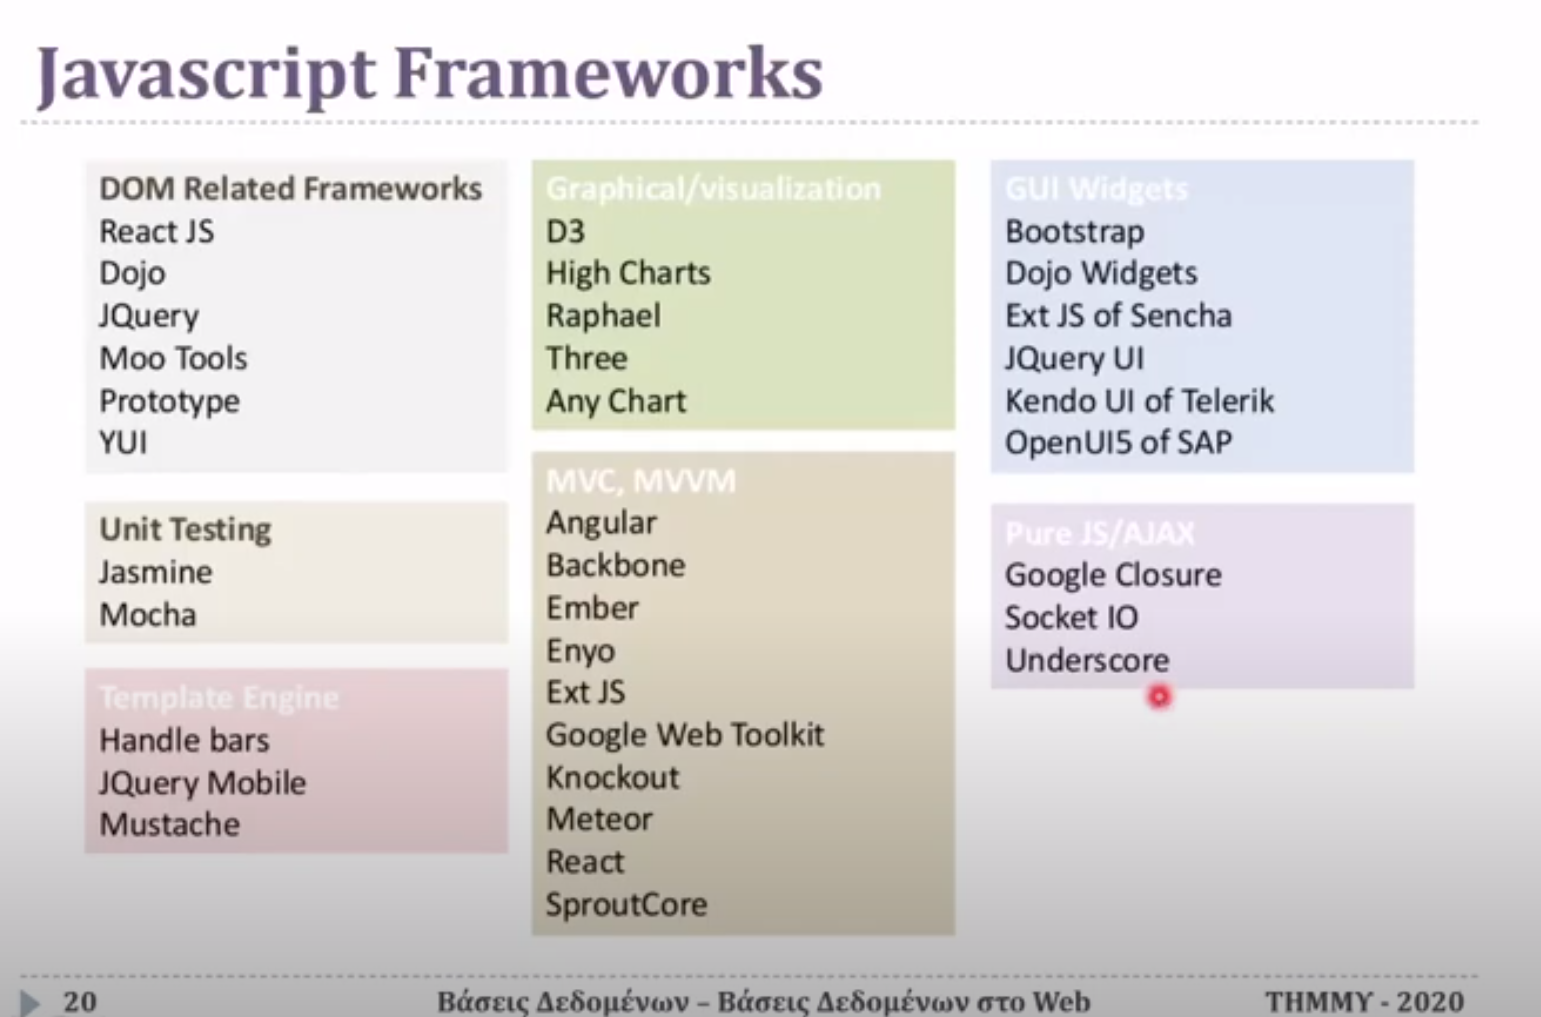 Javascript Frameworks
DOM Related Frameworks
React JS
Dojo
JQuery
Moo Tools
Prototype
YUI
Unit Testing
Jasmine
Mocha
Template Engine
Handle bars
JQuery Mobile
Mustache
Graphical/visualization
D3
High Charts
Raphael
Three
Any Chart
MVC, MVVM
Angular
Backbone
Ember
Enyo
Ext JS
Google Web Toolkit
Knockout
Meteor
React
SproutCore
GUI Widgets
Bootstrap
Dojo Widgets
Ext JS of Sencha
JQuery UI
Kendo UI of Telerik
OpenUI5 of SAP
Pure JS/AJAX
Google Closure
Socket IO
Underscore
20 Βάσεις Δεδομένων – Βάσεις Δεδομένων στο Web ΤΗΜΜΥ - 2020